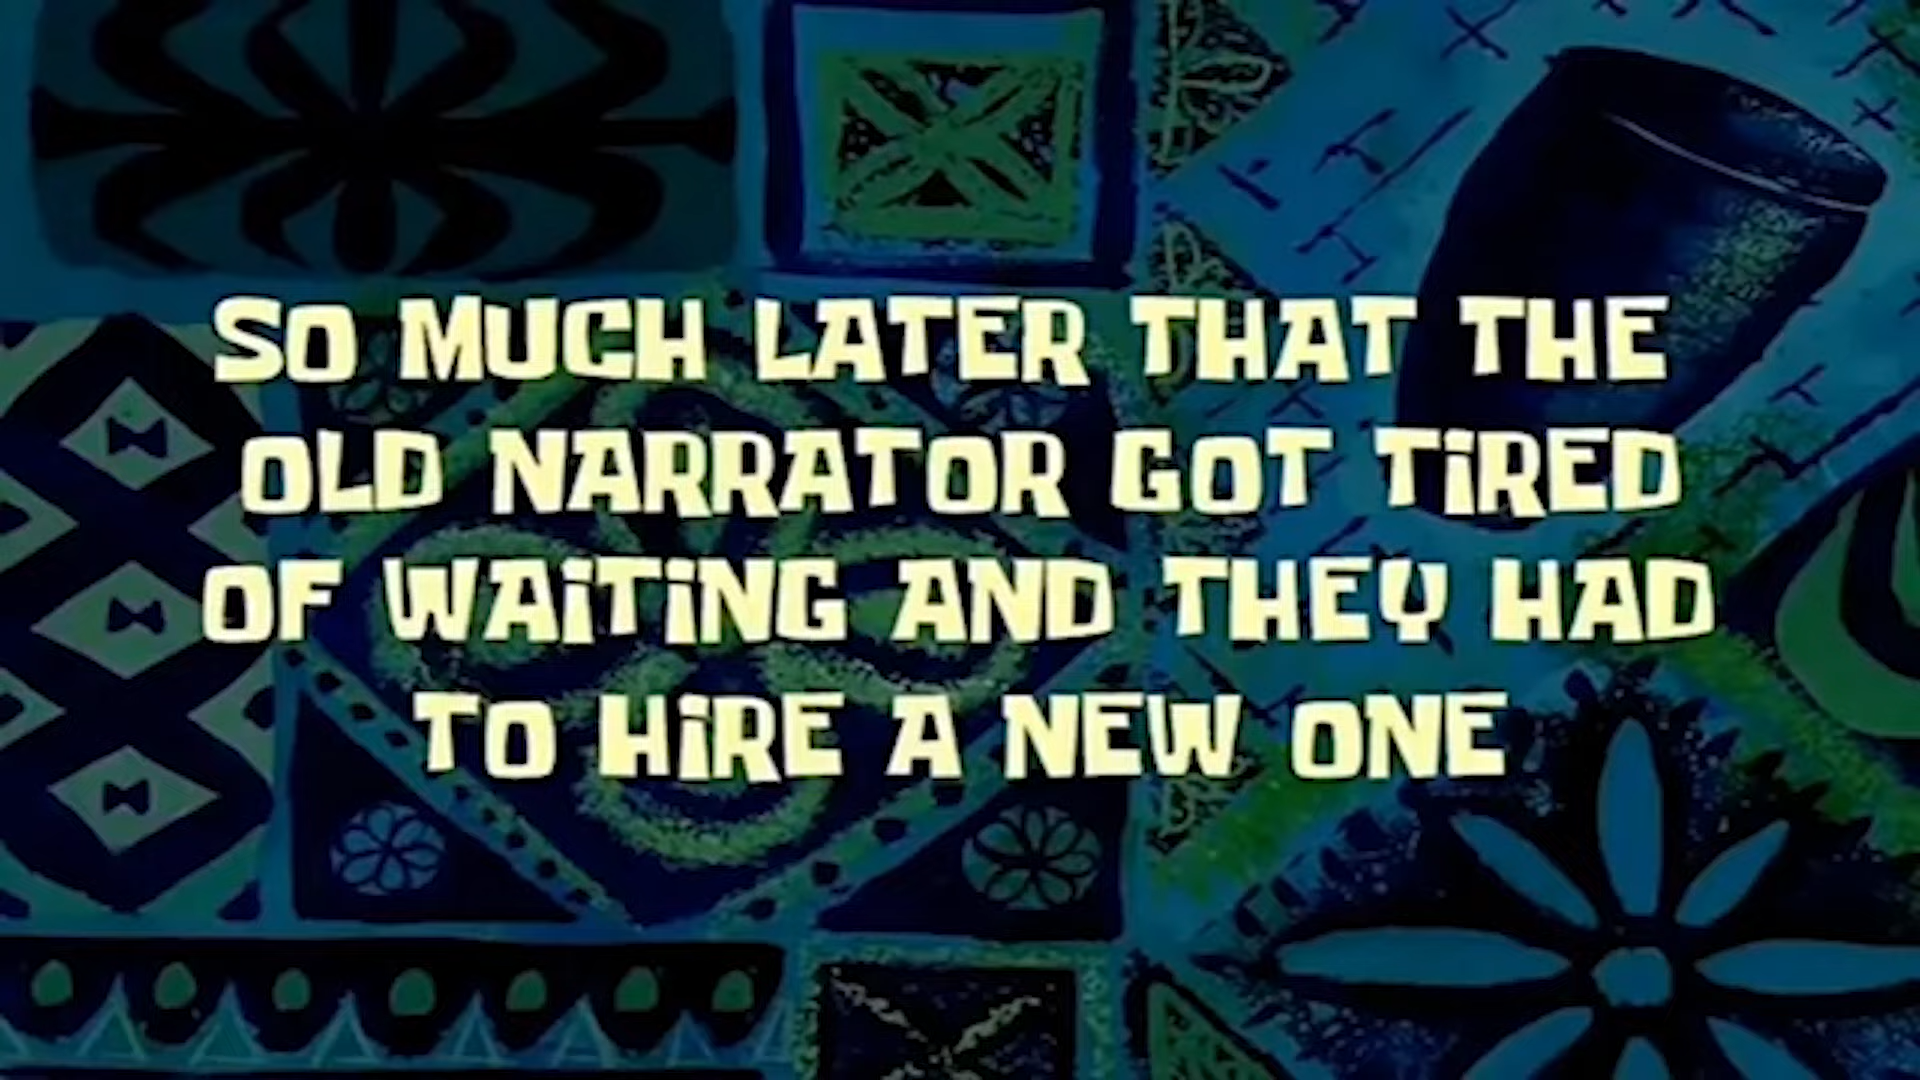 SO MUCH LATER THAT THE
OLD NARRATOR GOT TiRED
OF WAiTiNG AND THEY HAD
TO HiRE A NEW ONE